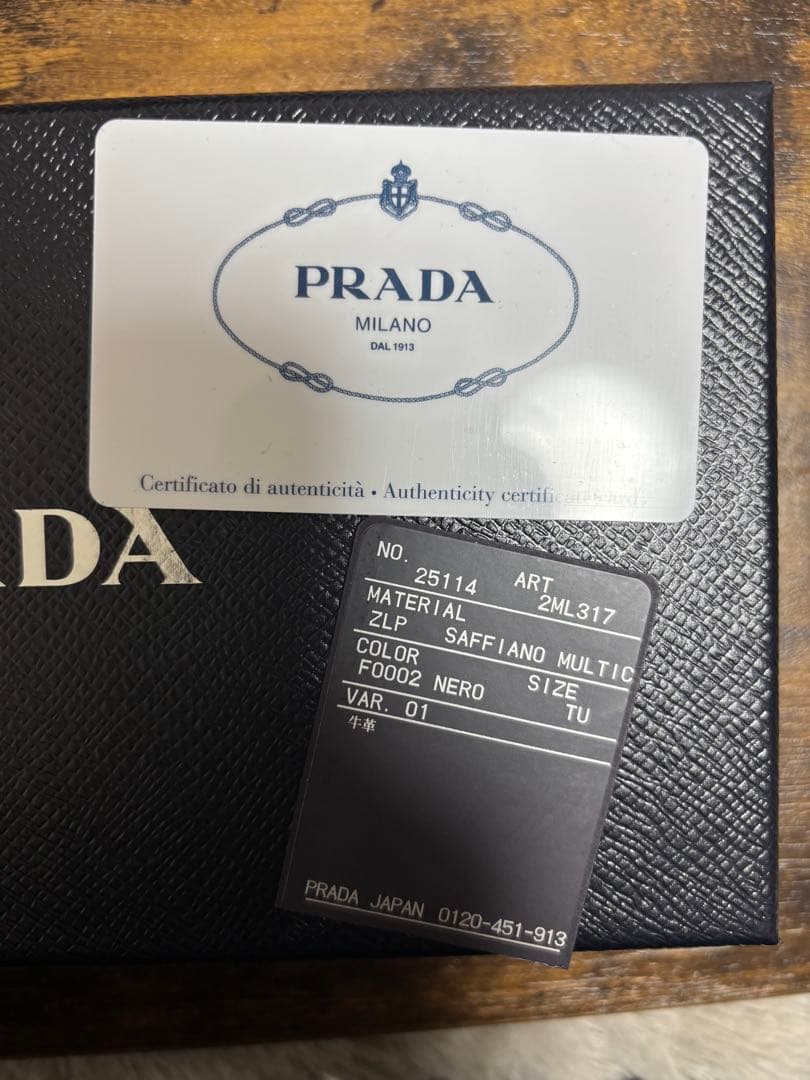 PRADA
MILANO
DAL 1913
Certificato di autenticità • Authenticity certificate card
ADA
NO. 25114 ART 2ML317
MATERIAL
ZLP SAFFIANO MULTIC
COLOR SIZE
F0002 NERO TU
VAR. 01
牛革
PRADA JAPAN 0120-451-913